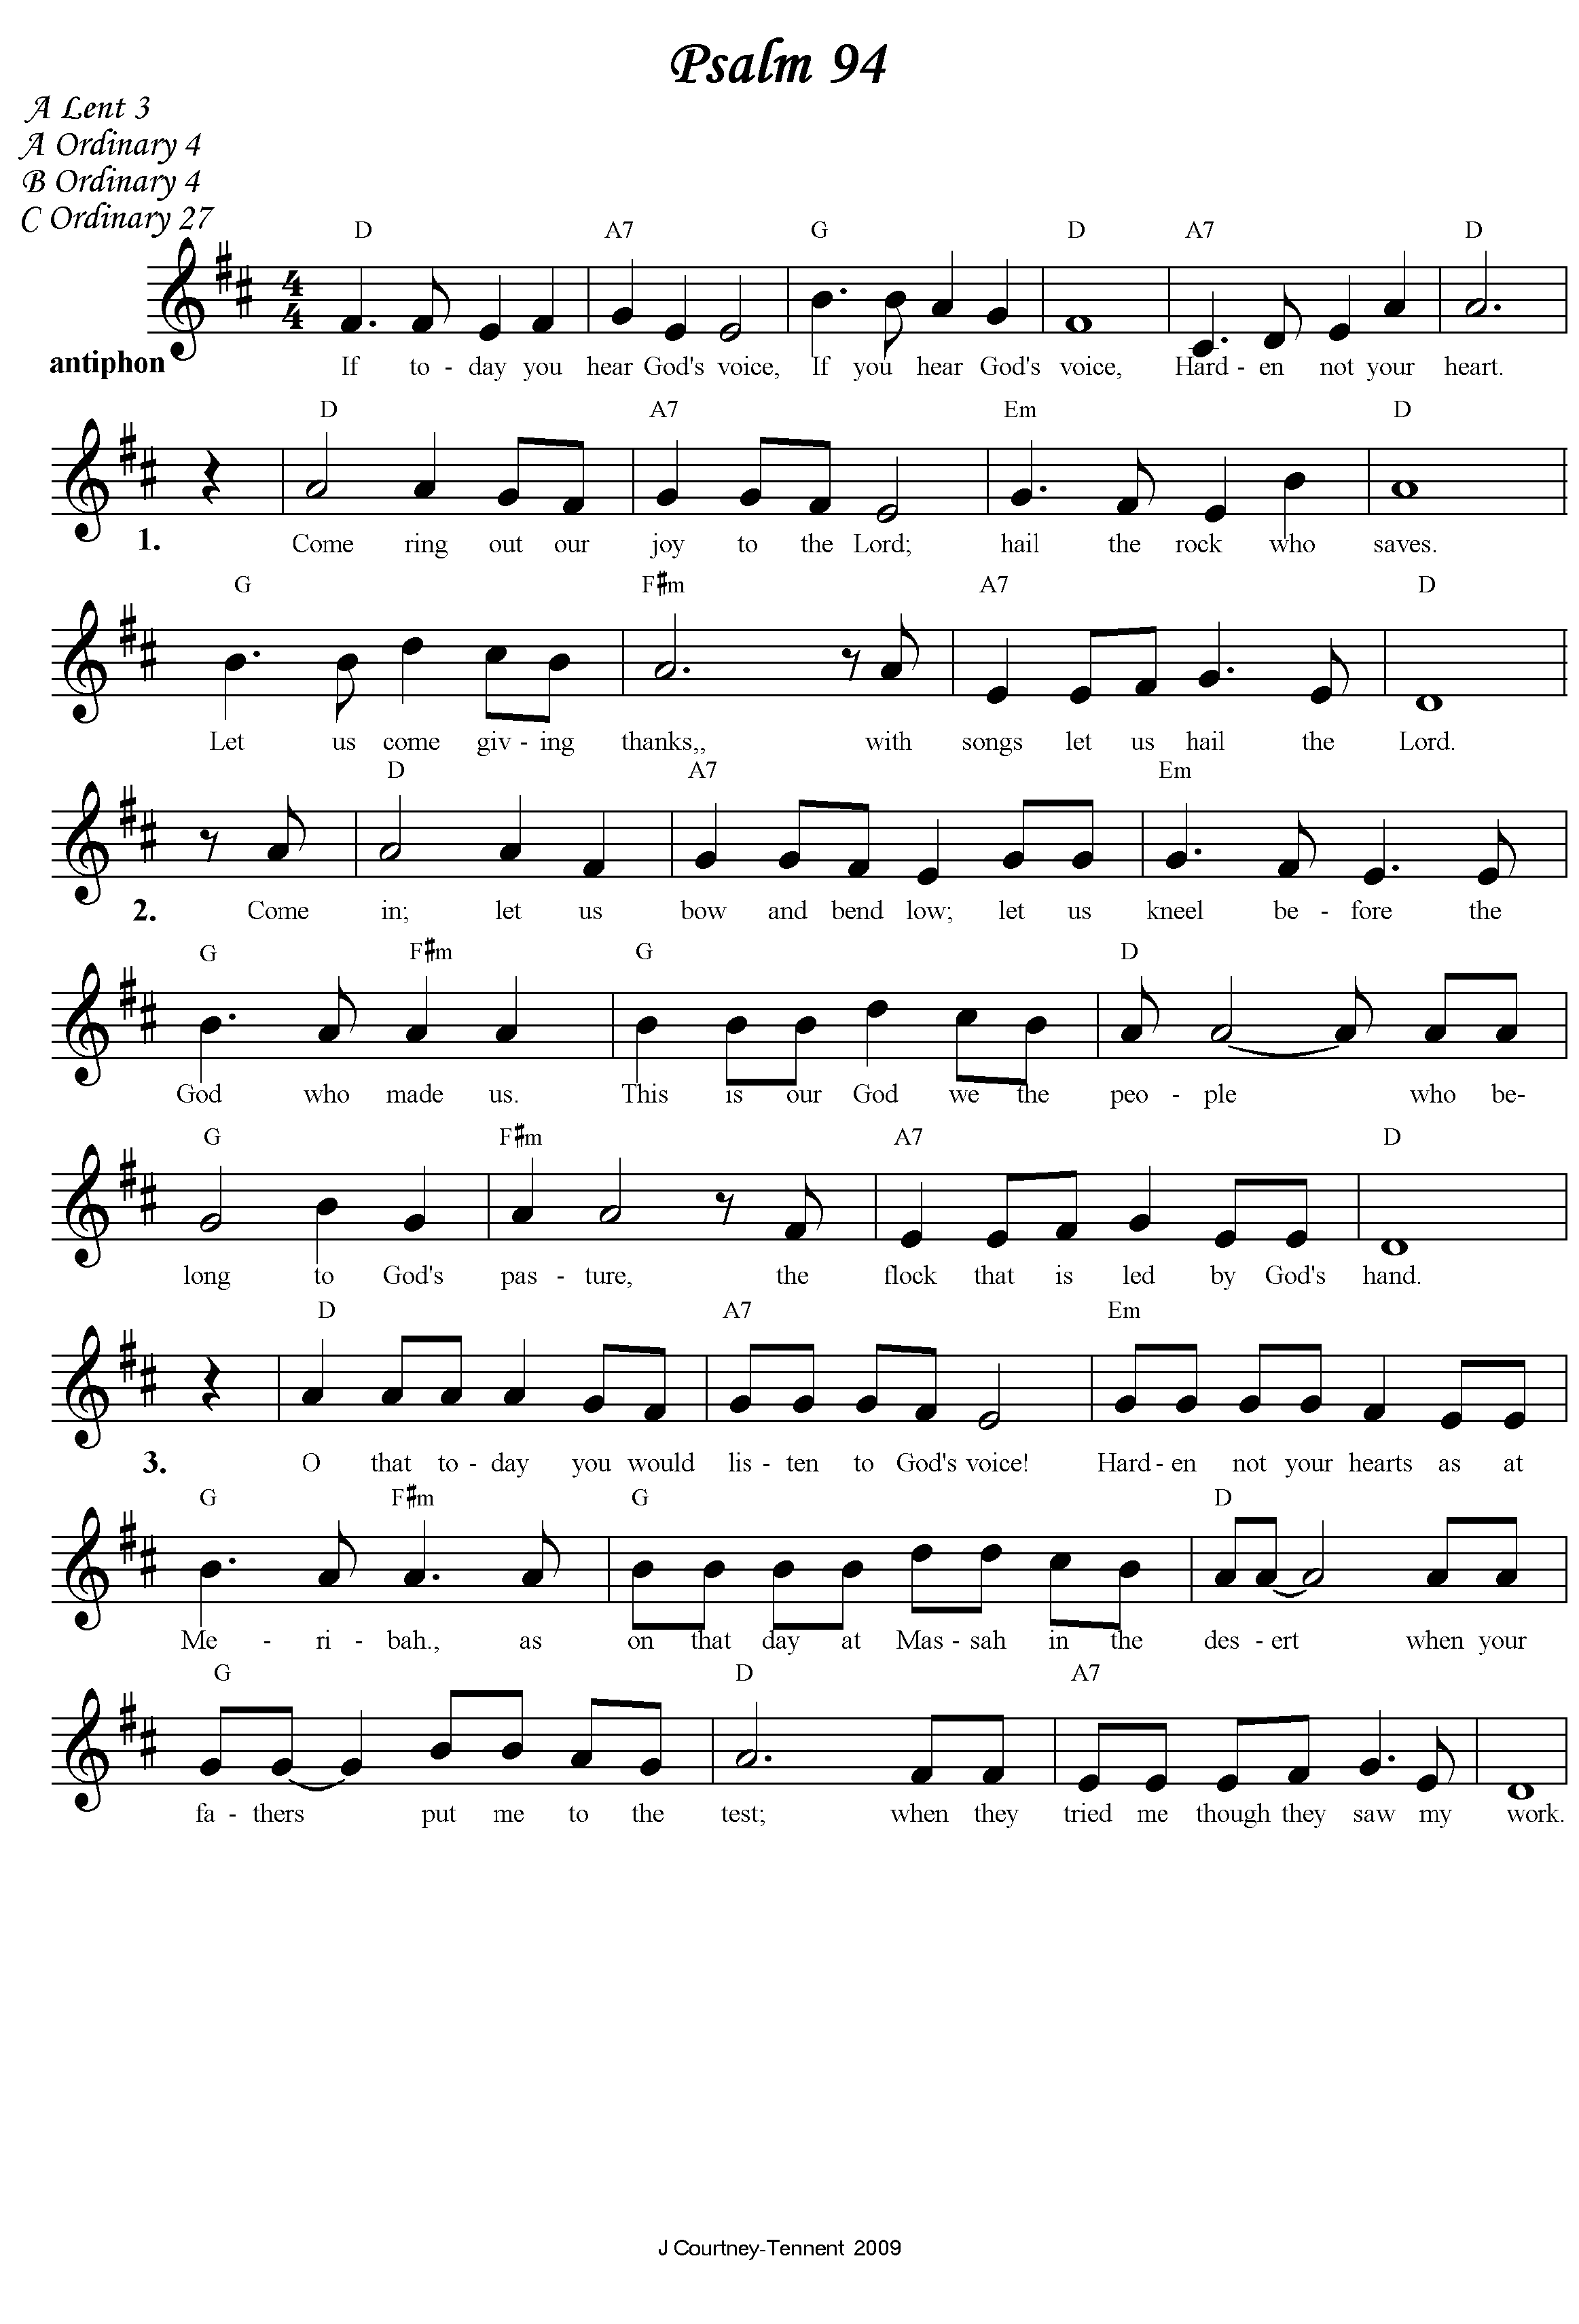 Psalm 94
A Lent 3
A Ordinary 4
B Ordinary 4
C Ordinary 27
D A7 G D A7 D
antiphon If to - day you hear God's voice, If you hear God's voice, Hard - en not your heart.
D A7 Em D
1. Come ring out our joy to the Lord; hail the rock who saves.
G F#m A7 D
Let us come giv - ing thanks,, with songs let us hail the Lord.
D A7 Em
2. Come in; let us bow and bend low; let us kneel be - fore the
G F#m G D
God who made us. This is our God we the peo - ple who be-
G F#m A7 D
long to God's pas - ture, the flock that is led by God's hand.
D A7 Em
3. O that to - day you would lis - ten to God's voice! Hard - en not your hearts as at
G F#m G D
Me - ri - bah., as on that day at Mas - sah in the des - ert when your
G D A7
fa - thers put me to the test; when they tried me though they saw my work.
J Courtney-Tennent 2009